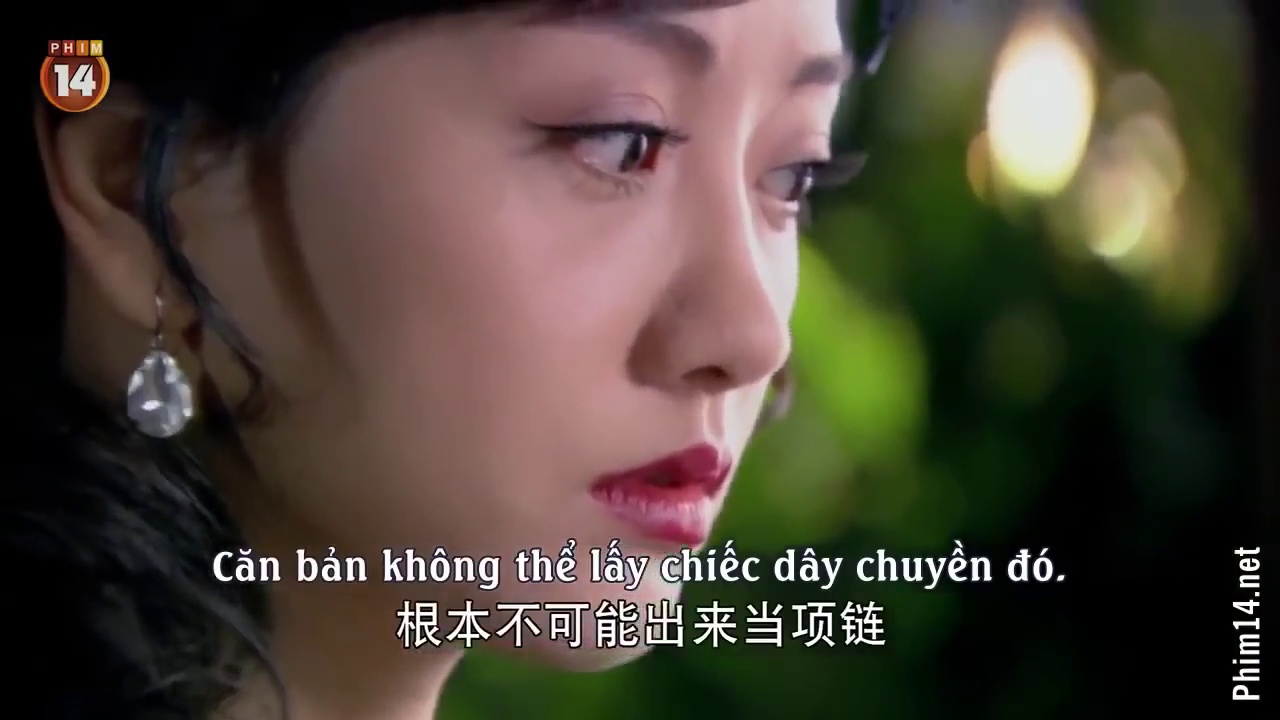 PHIM
14
Căn bản không thể lấy chiếc dây chuyền đó.
根本不可能出来当项链
Phim14.net